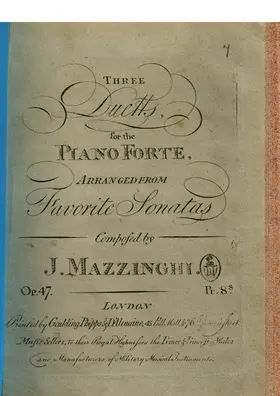 THREE
Duetts,
for the
PIANO FORTE,
ARRANGED FROM
Favorite Sonatas
Composed by
J. MAZZINGHI
Op. 47. Pr. 8s
LONDON
Printed by Goulding, Phipps & D'Almaine, 45 Pall Mall, & 76
Music Sellers, to their Royal Highnesses the Prince & Princess of Wales
and Manufacturers of Military Musical Instruments.